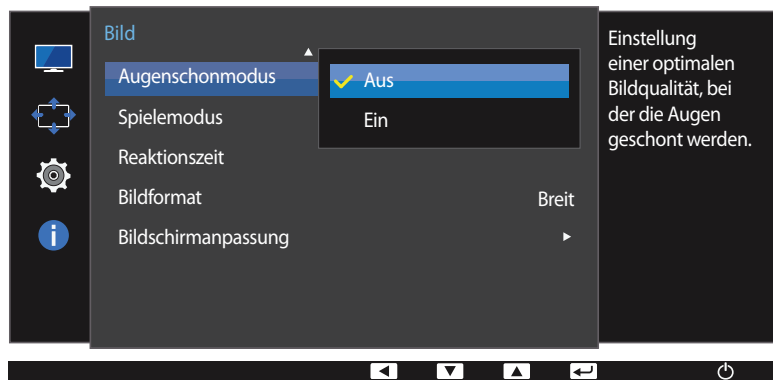 Bild
Augenschonmodus
Aus
Spielemodus
Ein
Reaktionszeit
Bildformat Breit
Bildschirmanpassung
Einstellung
einer optimalen
Bildqualität, bei
der die Augen
geschont werden.